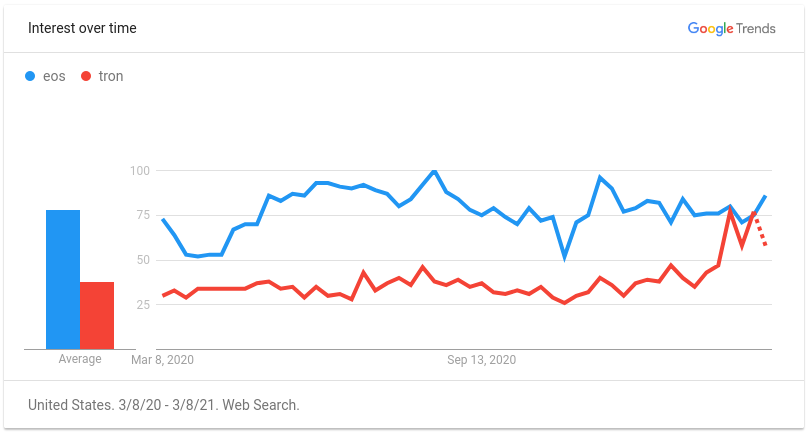 Interest over time
Google Trends
eos
tron
100
75
50
25
Average
Mar 8, 2020
Sep 13, 2020
United States. 3/8/20 - 3/8/21. Web Search.